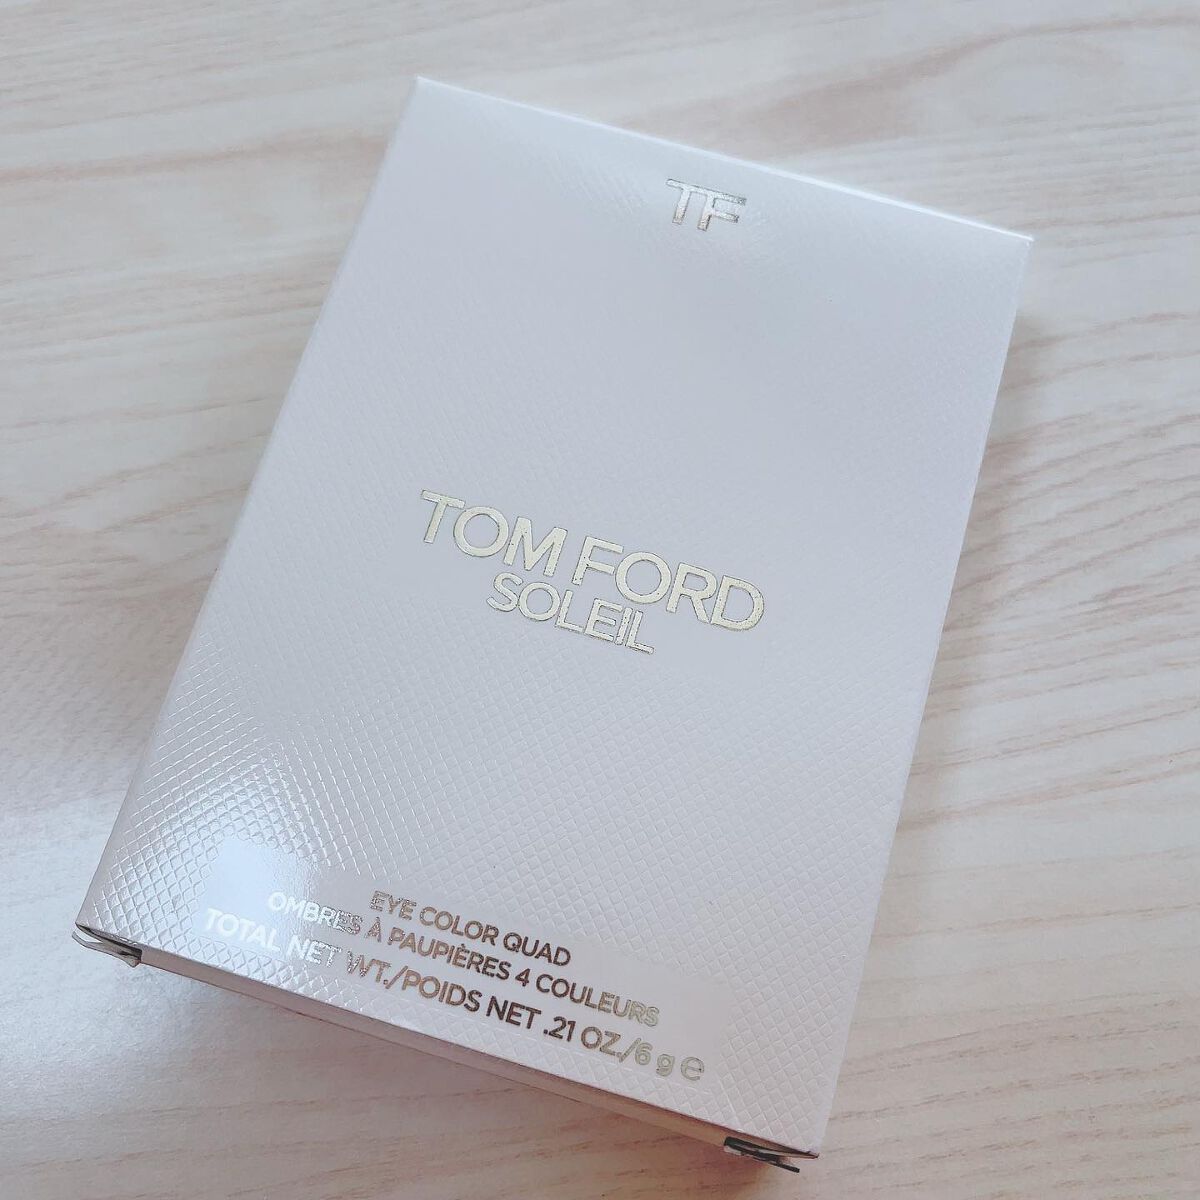 TF
TOM FORD
SOLEIL
EYE COLOR QUAD
OMBRES À PAUPIÈRES 4 COULEURS
TOTAL NET WT./POIDS NET .21 OZ./6 g ℮